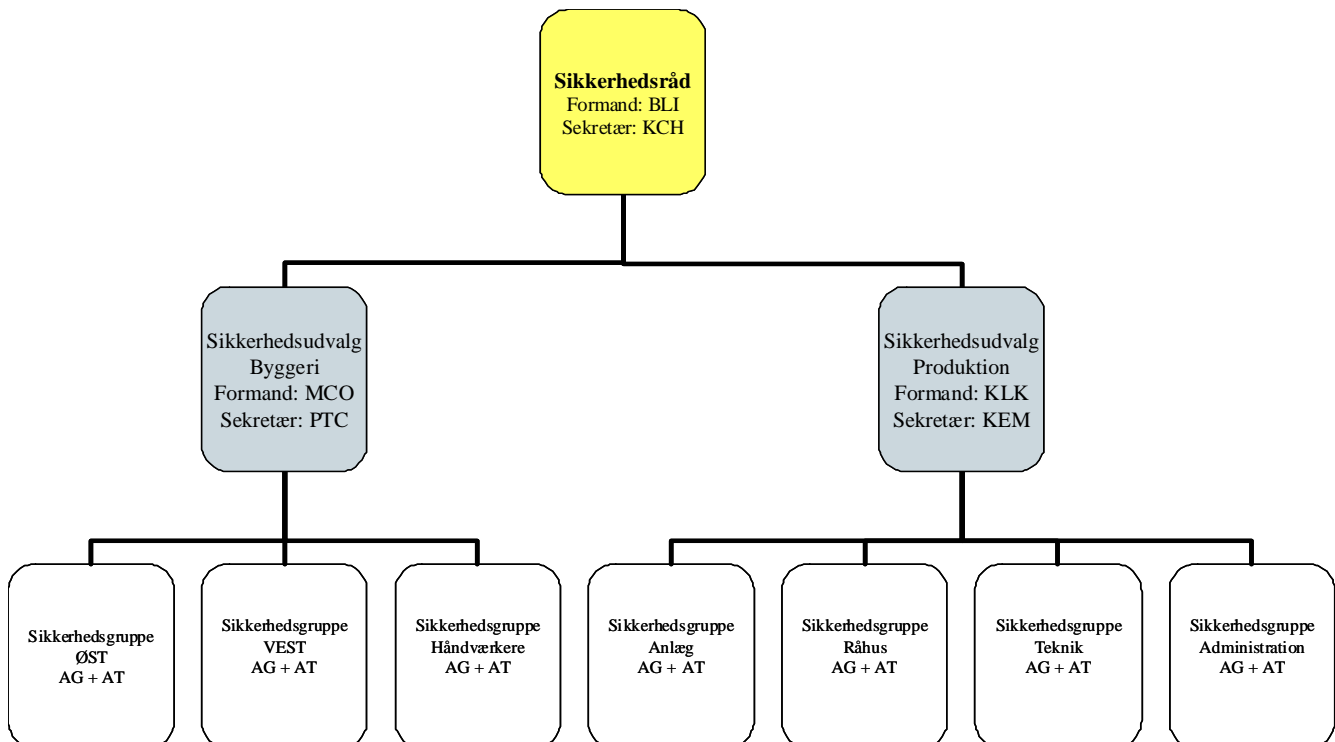 Sikkerhedsråd
Formand: BLI
Sekretær: KCH
Sikkerhedsudvalg
Byggeri
Formand: MCO
Sekretær: PTC
Sikkerhedsudvalg
Produktion
Formand: KLK
Sekretær: KEM
Sikkerhedsgruppe
ØST
AG + AT
Sikkerhedsgruppe
VEST
AG + AT
Sikkerhedsgruppe
Håndværkere
AG + AT
Sikkerhedsgruppe
Anlæg
AG + AT
Sikkerhedsgruppe
Råhus
AG + AT
Sikkerhedsgruppe
Teknik
AG + AT
Sikkerhedsgruppe
Administration
AG + AT